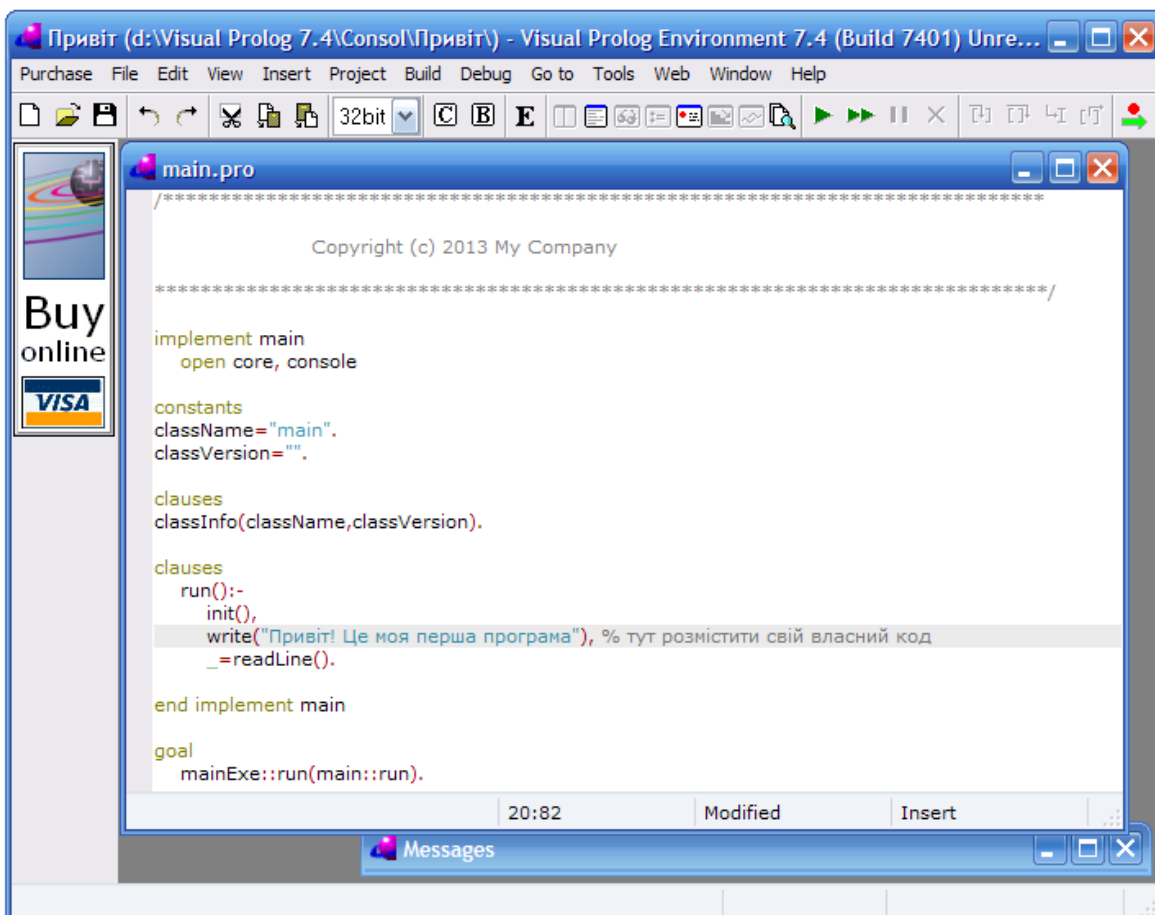 Привіт (d:\Visual Prolog 7.4\Consol\Привіт\) - Visual Prolog Environment 7.4 (Build 7401) Unre...
Purchase File Edit View Insert Project Build Debug Go to Tools Web Window Help
32bit C B E
main.pro
/*****************************************************************************
Copyright (c) 2013 My Company
******************************************************************************/
implement main
open core, console
constants
className="main".
classVersion="".
clauses
classInfo(className,classVersion).
clauses
run():-
init(),
write("Привіт! Це моя перша програма"), % тут розмістити свій власний код
_=readLine().
end implement main
goal
mainExe::run(main::run).
20:82 Modified Insert
Messages
Buy
online
VISA